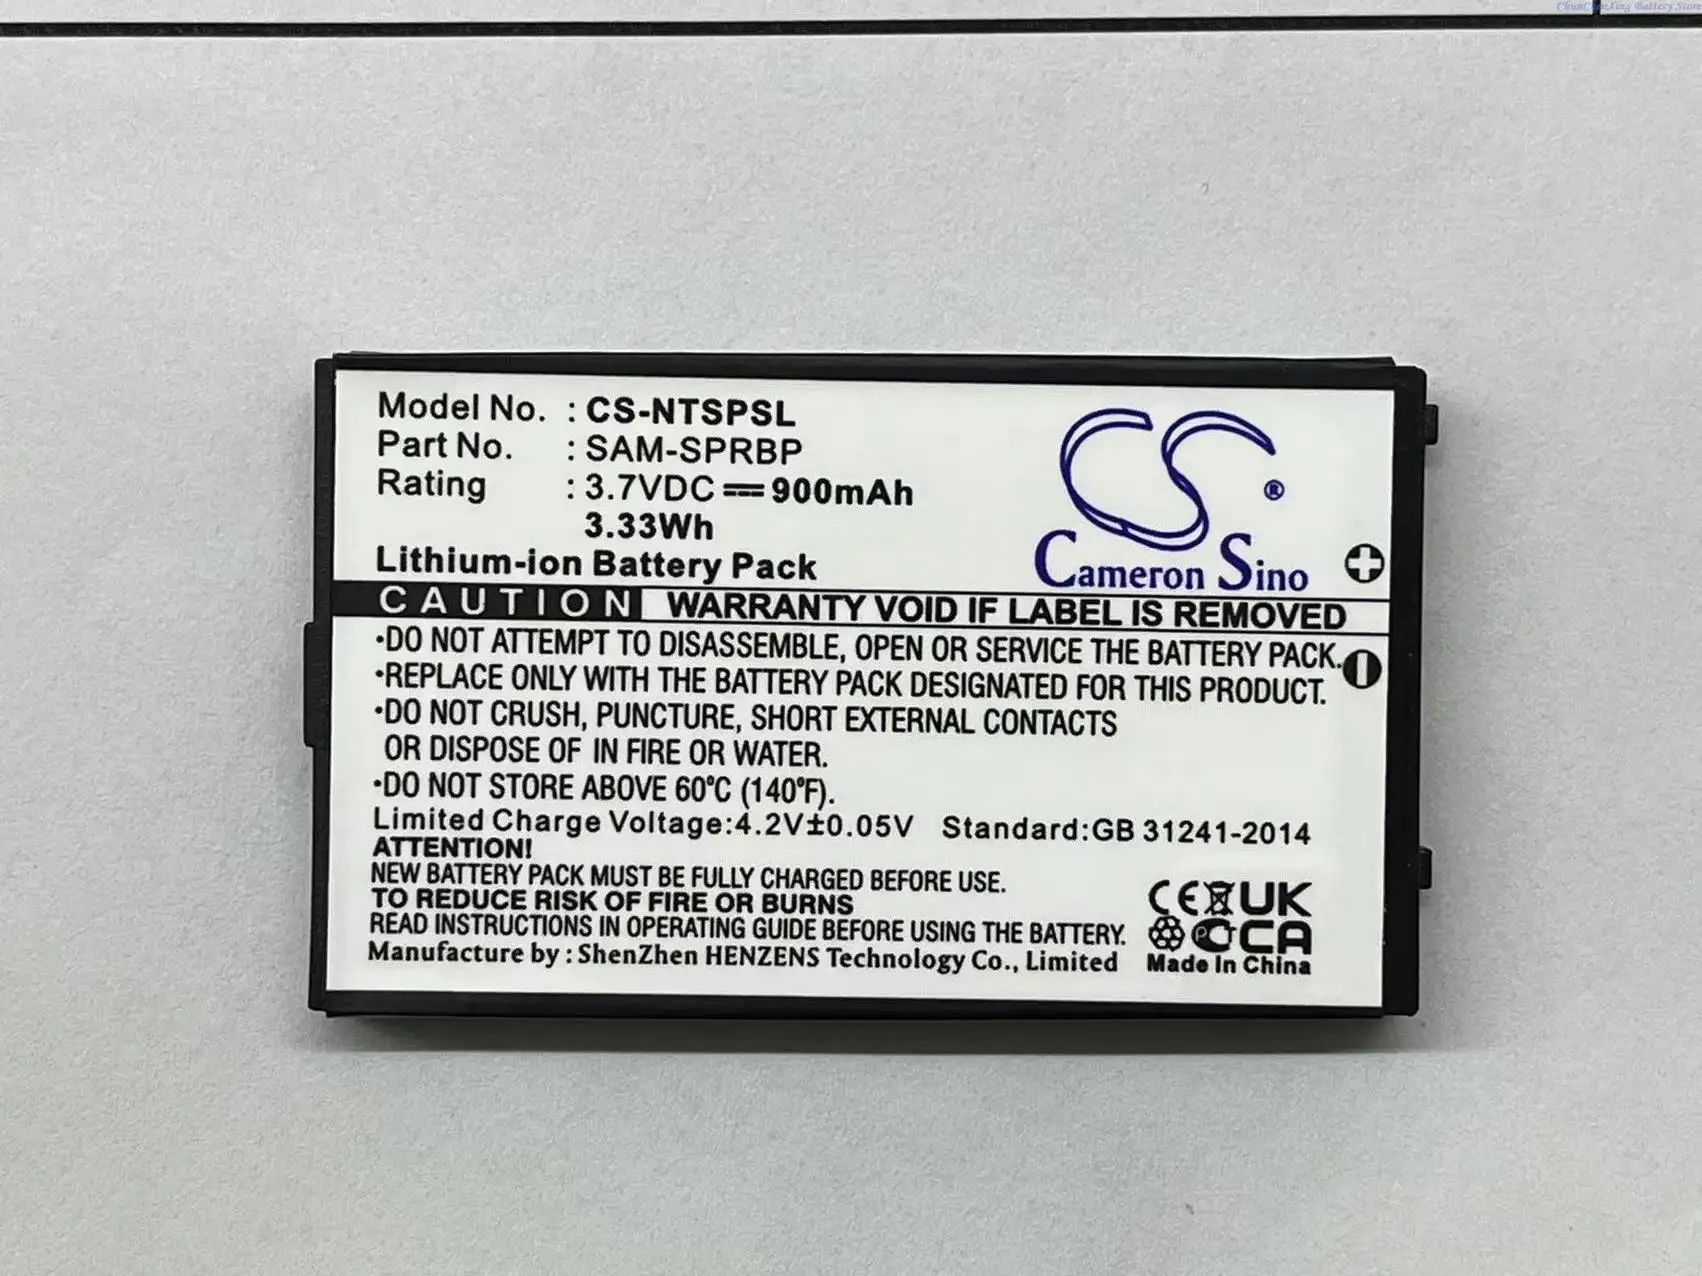 ChunCunXing Battery Store
Model No. : CS-NTSPSL
Part No. : SAM-SPRBP
Rating : 3.7VDC ⎓ 900mAh
3.33Wh
Lithium-ion Battery Pack
CS ®
Cameron Sino
CAUTION WARRANTY VOID IF LABEL IS REMOVED
•DO NOT ATTEMPT TO DISASSEMBLE, OPEN OR SERVICE THE BATTERY PACK.
•REPLACE ONLY WITH THE BATTERY PACK DESIGNATED FOR THIS PRODUCT.
•DO NOT CRUSH, PUNCTURE, SHORT EXTERNAL CONTACTS
OR DISPOSE OF IN FIRE OR WATER.
•DO NOT STORE ABOVE 60°C (140°F).
Limited Charge Voltage:4.2V±0.05V Standard:GB 31241-2014
ATTENTION!
NEW BATTERY PACK MUST BE FULLY CHARGED BEFORE USE.
TO REDUCE RISK OF FIRE OR BURNS
READ INSTRUCTIONS IN OPERATING GUIDE BEFORE USING THE BATTERY.
Manufacture by : ShenZhen HENZENS Technology Co., Limited
CE UK
CA
Made In China